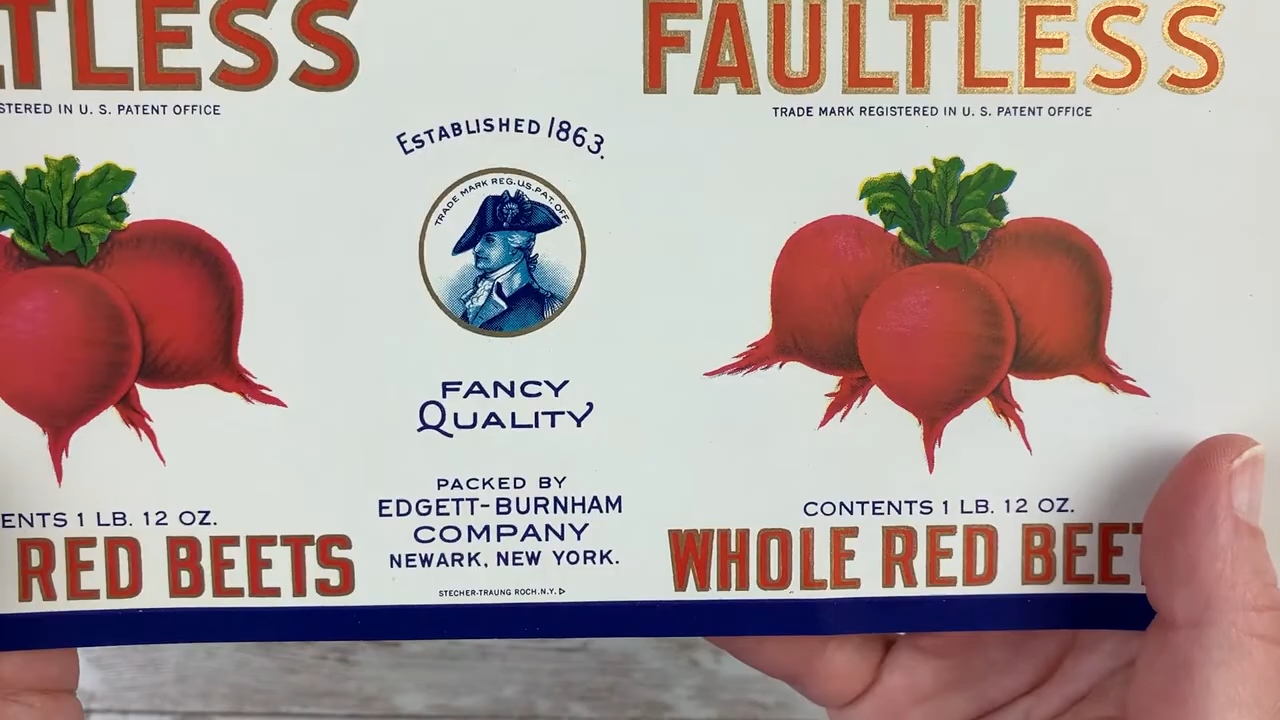 TLESS
STERED IN U. S. PATENT OFFICE
ENTS 1 LB. 12 OZ.
RED BEETS
ESTABLISHED 1863.
TRADE MARK REG. U.S. PAT. OFF.
FANCY
QUALITY
PACKED BY
EDGETT-BURNHAM
COMPANY
NEWARK, NEW YORK.
STECHER-TRAUNG ROCH.N.Y.
FAULTLESS
TRADE MARK REGISTERED IN U. S. PATENT OFFICE
CONTENTS 1 LB. 12 OZ.
WHOLE RED BEET